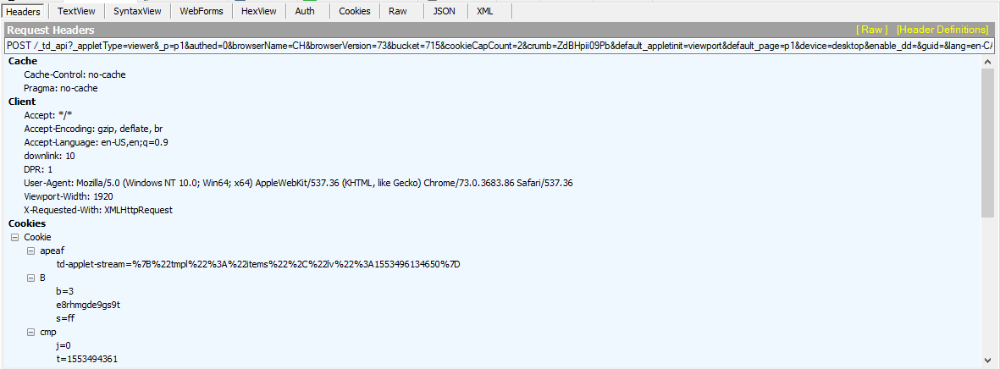 Headers TextView SyntaxView WebForms HexView Auth Cookies Raw JSON XML
Request Headers [ Raw ] [Header Definitions]
POST /_td_api?_appletType=viewer&_p=p1&authed=0&browserName=CH&browserVersion=73&bucket=715&cookieCapCount=2&crumb=ZdBHpii09Pb&default_appletinit=viewport&default_page=p1&device=desktop&enable_dd=&guid=&lang=en-CA
Cache
Cache-Control: no-cache
Pragma: no-cache
Client
Accept: */*
Accept-Encoding: gzip, deflate, br
Accept-Language: en-US,en;q=0.9
downlink: 10
DPR: 1
User-Agent: Mozilla/5.0 (Windows NT 10.0; Win64; x64) AppleWebKit/537.36 (KHTML, like Gecko) Chrome/73.0.3683.86 Safari/537.36
Viewport-Width: 1920
X-Requested-With: XMLHttpRequest
Cookies
Cookie
apeaf
td-applet-stream=%7B%22tmpl%22%3A%22items%22%2C%22lv%22%3A1553496134650%7D
B
b=3
e8rhmgde9gs9t
s=ff
cmp
j=0
t=1553494361